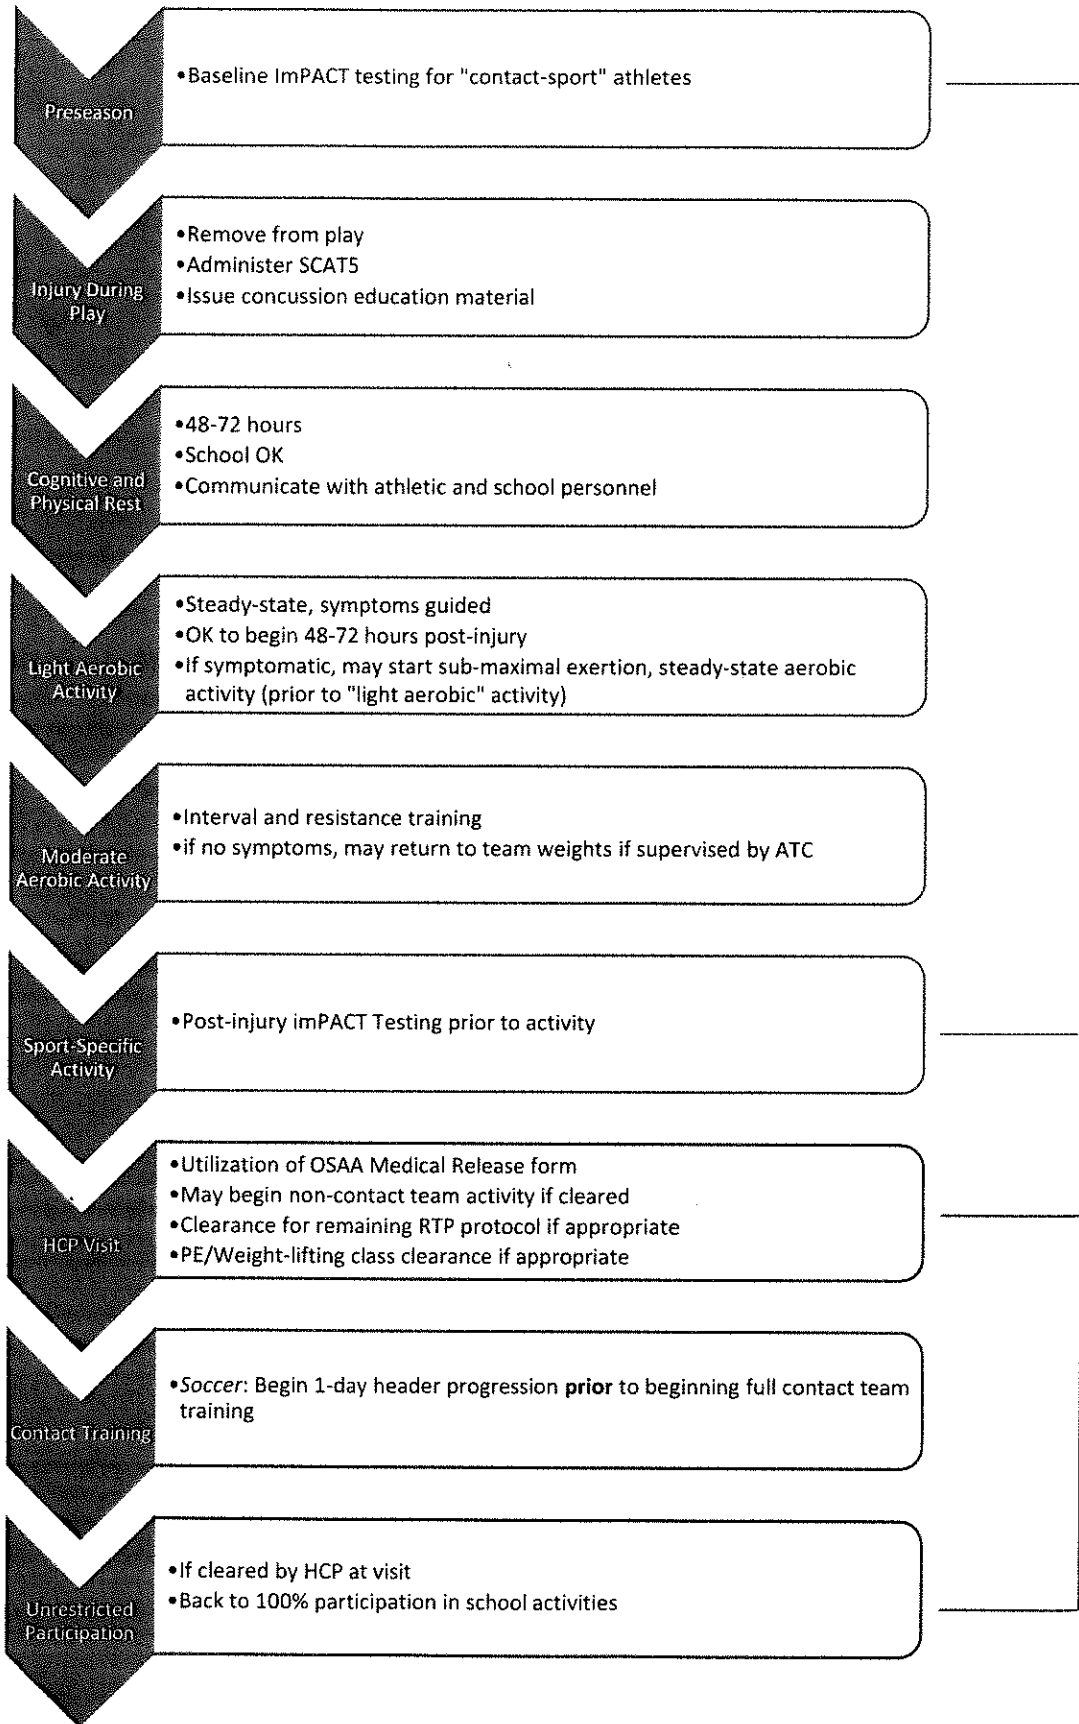 Preseason
•Baseline ImPACT testing for "contact-sport" athletes
Injury During
Play
•Remove from play
•Administer SCAT5
•Issue concussion education material
Cognitive and
Physical Rest
•48-72 hours
•School OK
•Communicate with athletic and school personnel
Light Aerobic
Activity
•Steady-state, symptoms guided
•OK to begin 48-72 hours post-injury
•If symptomatic, may start sub-maximal exertion, steady-state aerobic
activity (prior to "light aerobic" activity)
Moderate
Aerobic Activity
•Interval and resistance training
•if no symptoms, may return to team weights if supervised by ATC
Sport-Specific
Activity
•Post-injury imPACT Testing prior to activity
HCP Visit
•Utilization of OSAA Medical Release form
•May begin non-contact team activity if cleared
•Clearance for remaining RTP protocol if appropriate
•PE/Weight-lifting class clearance if appropriate
Contact Training
•Soccer: Begin 1-day header progression prior to beginning full contact team
training
Unrestricted
Participation
•If cleared by HCP at visit
•Back to 100% participation in school activities